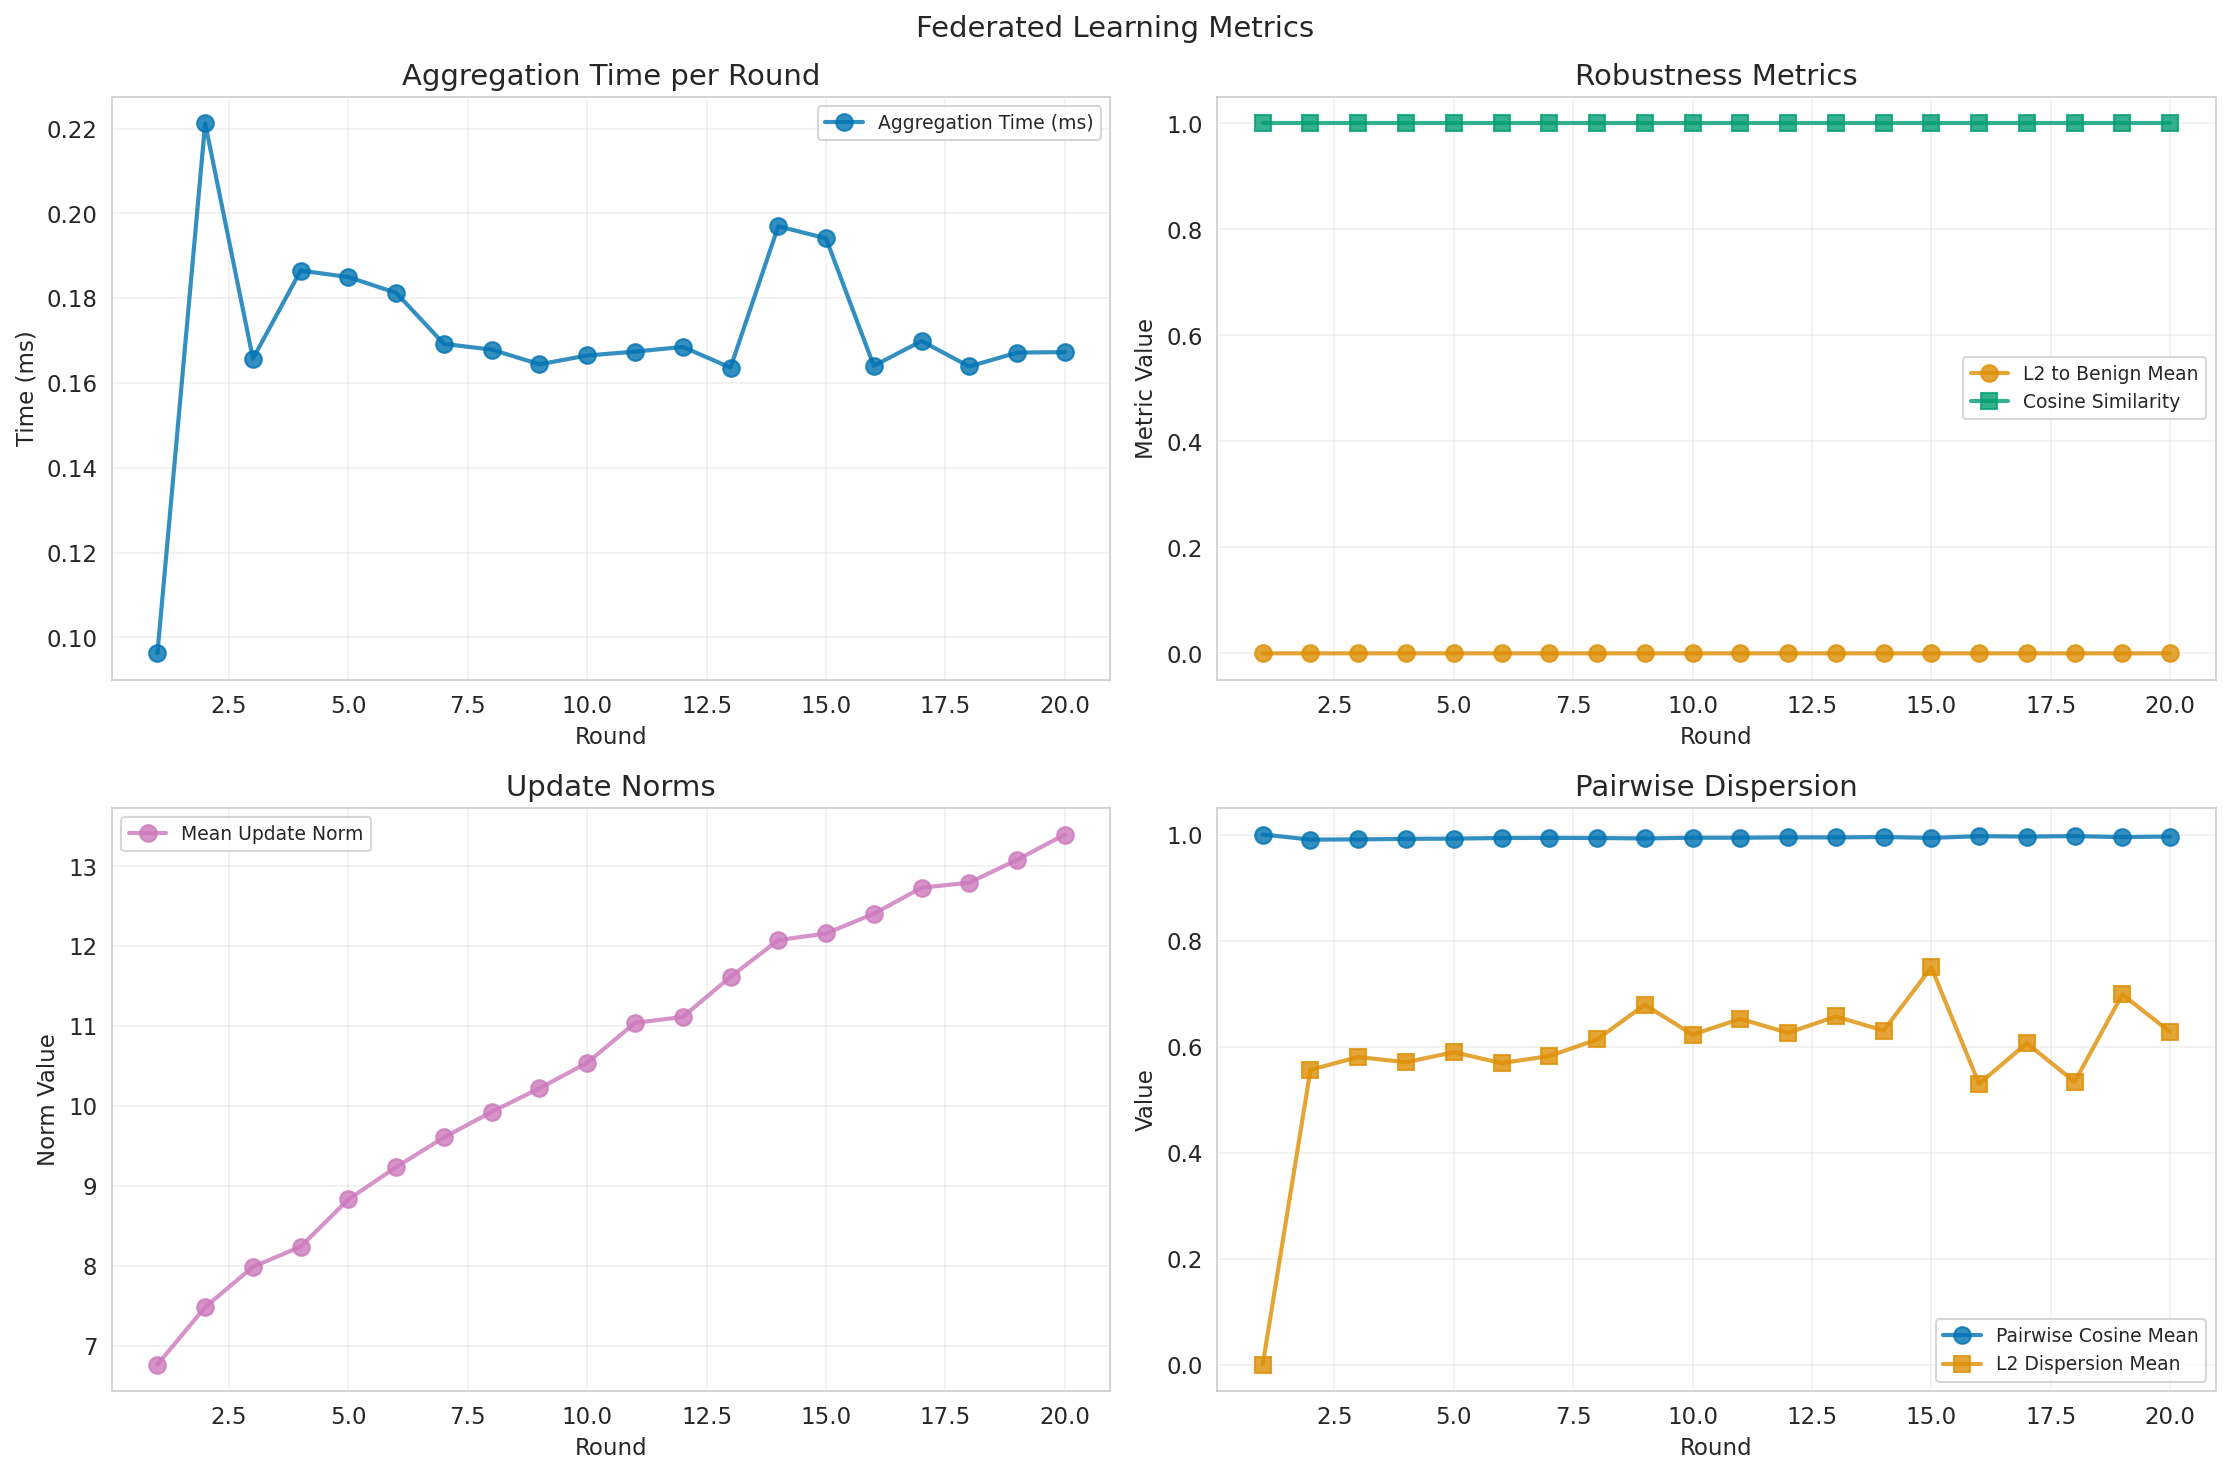 Federated Learning Metrics
Aggregation Time per Round
Aggregation Time (ms)
0.22
0.20
0.18
0.16
0.14
0.12
0.10
Time (ms)
2.5 5.0 7.5 10.0 12.5 15.0 17.5 20.0
Round
Robustness Metrics
1.0
0.8
0.6
0.4
0.2
0.0
Metric Value
L2 to Benign Mean
Cosine Similarity
2.5 5.0 7.5 10.0 12.5 15.0 17.5 20.0
Round
Update Norms
Mean Update Norm
13
12
11
10
9
8
7
Norm Value
2.5 5.0 7.5 10.0 12.5 15.0 17.5 20.0
Round
Pairwise Dispersion
1.0
0.8
0.6
0.4
0.2
0.0
Value
Pairwise Cosine Mean
L2 Dispersion Mean
2.5 5.0 7.5 10.0 12.5 15.0 17.5 20.0
Round